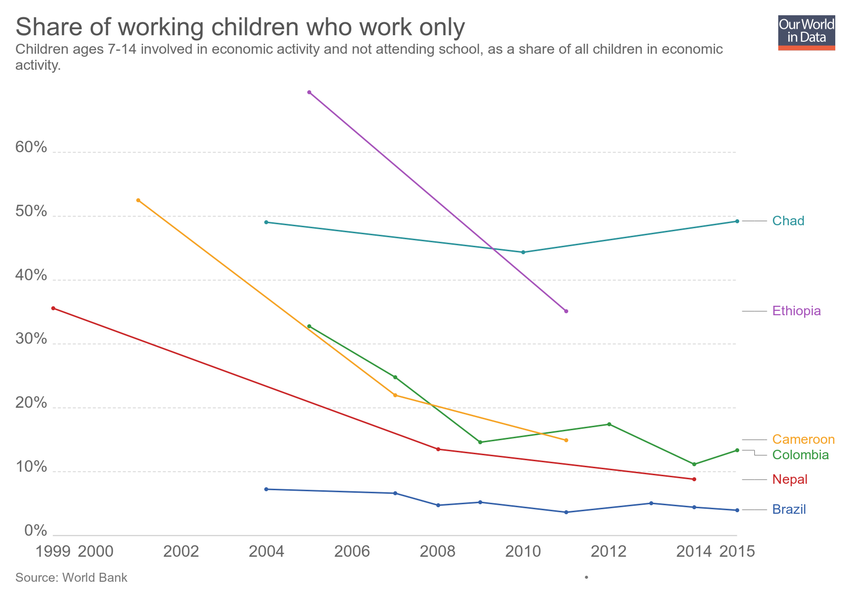 Share of working children who work only
Our World
in Data
Children ages 7-14 involved in economic activity and not attending school, as a share of all children in economic
activity.
60%
50%
Chad
40%
Ethiopia
30%
20%
Cameroon
Colombia
10%
Nepal
Brazil
0%
1999 2000 2002 2004 2006 2008 2010 2012 2014 2015
Source: World Bank